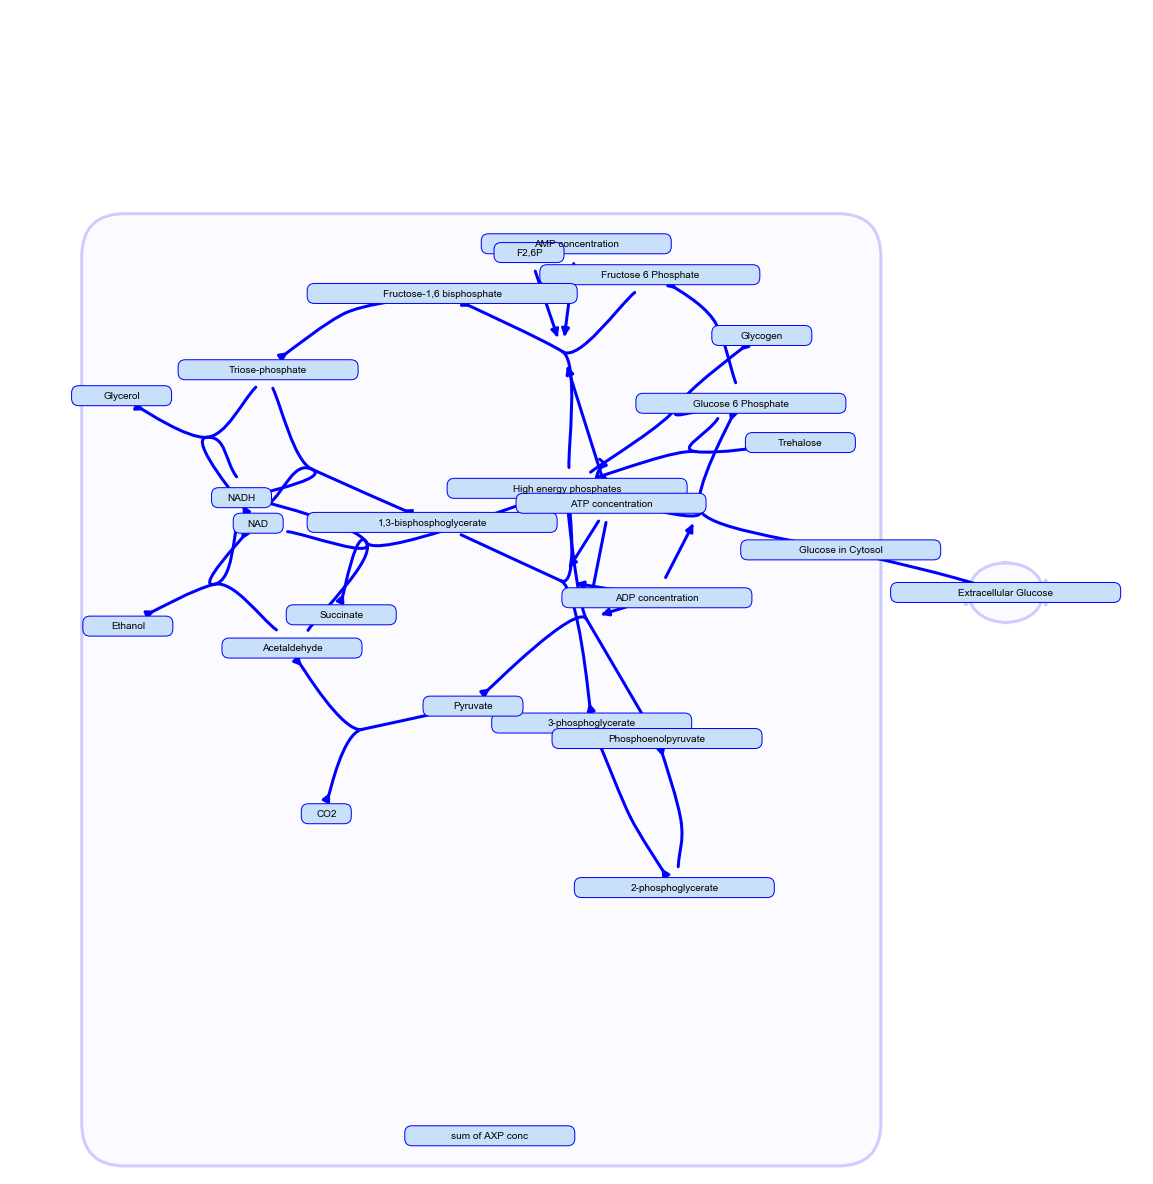 AMP concentration
F2,6P
Fructose 6 Phosphate
Fructose-1,6 bisphosphate
Glycogen
Triose-phosphate
Glycerol
Glucose 6 Phosphate
Trehalose
High energy phosphates
NADH
ATP concentration
NAD
1,3-bisphosphoglycerate
Glucose in Cytosol
Extracellular Glucose
ADP concentration
Succinate
Ethanol
Acetaldehyde
Pyruvate
3-phosphoglycerate
Phosphoenolpyruvate
CO2
2-phosphoglycerate
sum of AXP conc